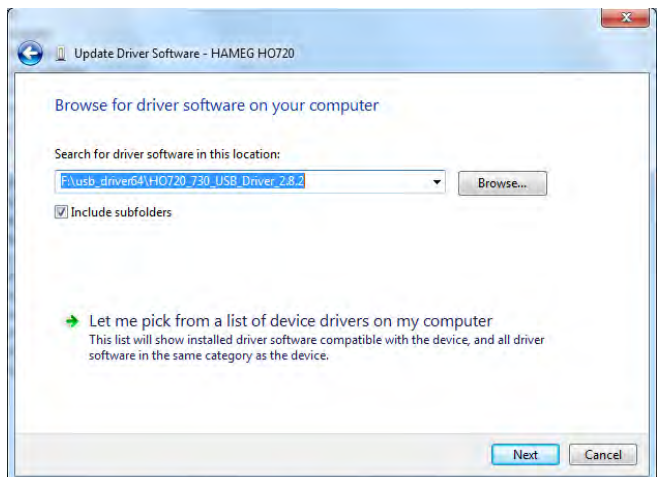 Update Driver Software - HAMEG HO720
Browse for driver software on your computer
Search for driver software in this location:
F:\usb_driver64\HO720_730_USB_Driver_2.8.2
Browse...
Include subfolders
Let me pick from a list of device drivers on my computer
This list will show installed driver software compatible with the device, and all driver
software in the same category as the device.
Next
Cancel